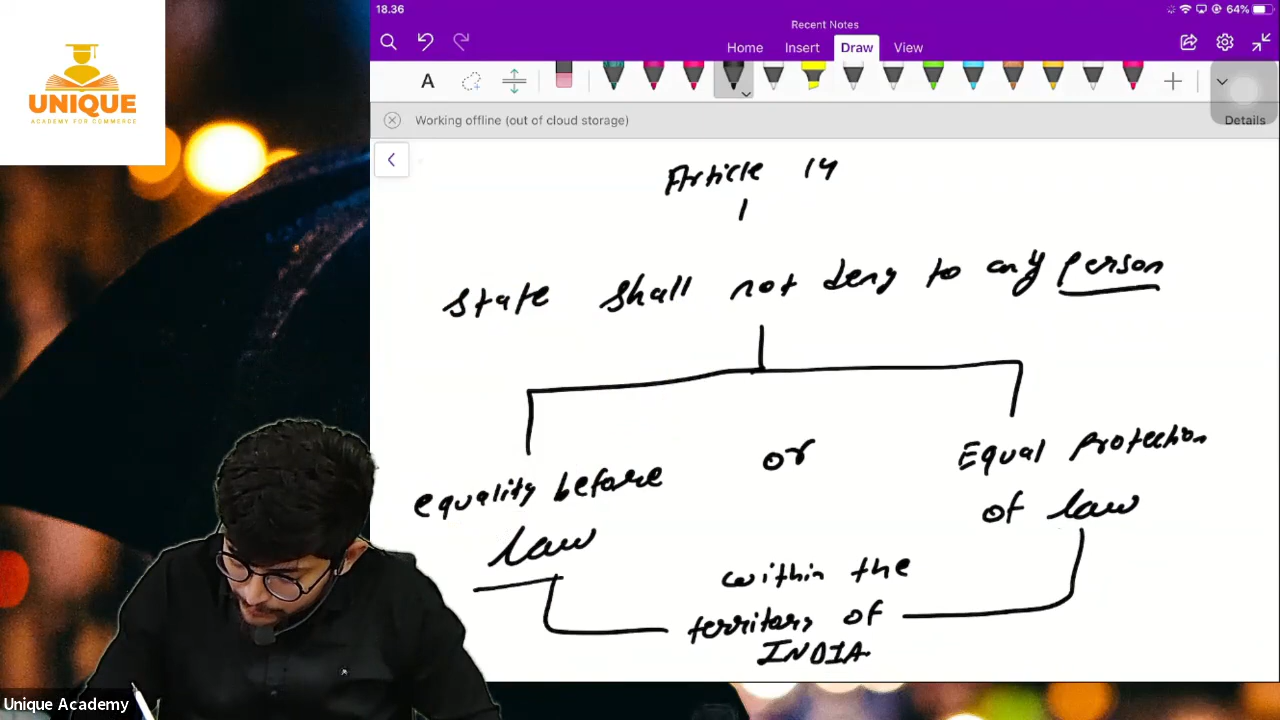 18.36
64%
Recent Notes
Home Insert Draw View
A
Working offline (out of cloud storage)
Details
UNIQUE
ACADEMY FOR COMMERCE
Article 14
State shall not deny to any person
equality before
law
or
Equal Protection
of law
within the
territory of
INDIA
Unique Academy